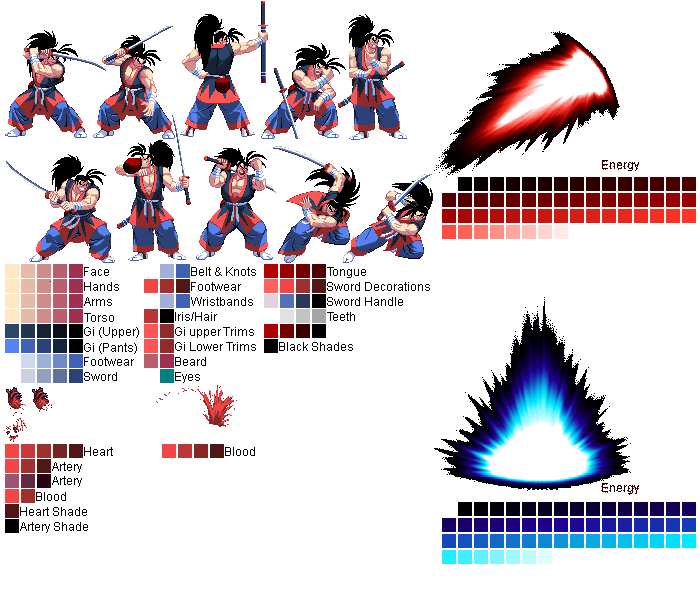 Energy
Face
Hands
Arms
Torso
Gi (Upper)
Gi (Pants)
Footwear
Sword
Belt & Knots
Footwear
Wristbands
Iris/Hair
Gi upper Trims
Gi Lower Trims
Beard
Eyes
Tongue
Sword Decorations
Sword Handle
Teeth
Black Shades
Heart
Artery
Artery
Blood
Heart Shade
Artery Shade
Blood
Energy